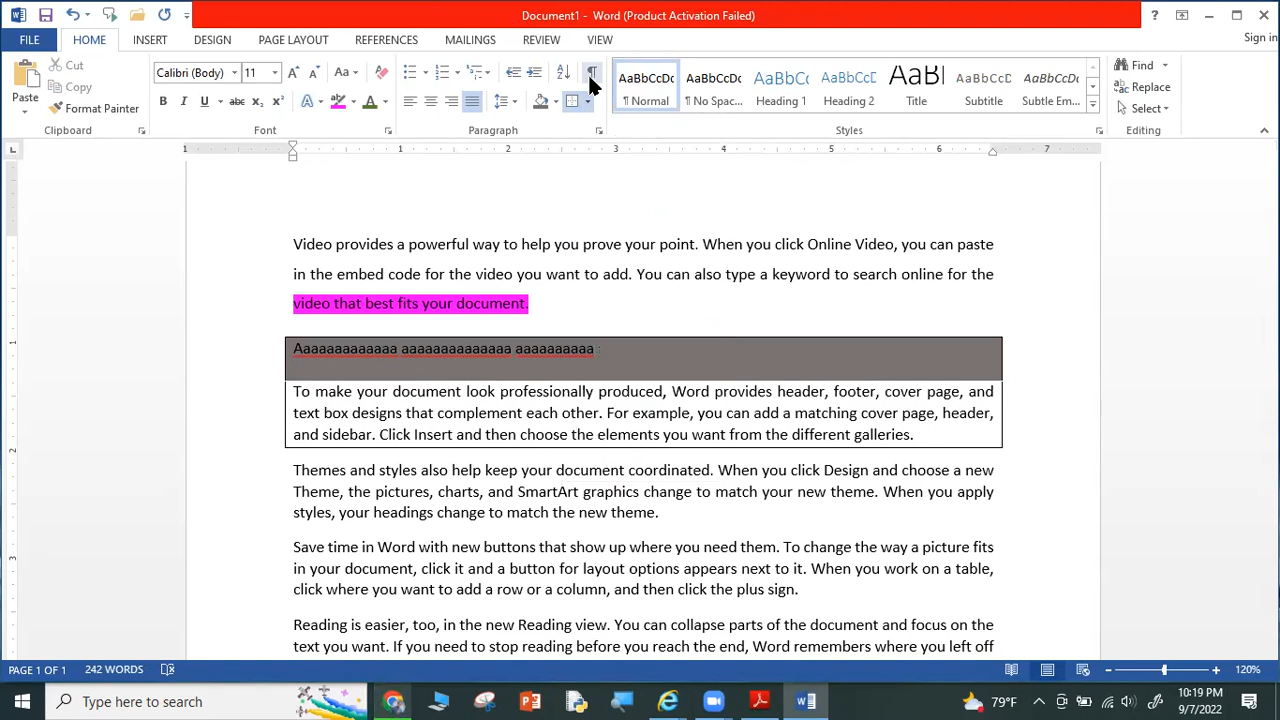 Document1 - Word (Product Activation Failed)
FILE HOME INSERT DESIGN PAGE LAYOUT REFERENCES MAILINGS REVIEW VIEW Sign in
Paste
Cut
Copy
Format Painter
Clipboard
Calibri (Body) 11
Font
Paragraph
AaBbCcDc AaBbCcDc AaBbCc AaBbCcD AaBl AaBbCcD AaBbCcDc
¶ Normal ¶ No Spac... Heading 1 Heading 2 Title Subtitle Subtle Em...
Styles
Find
Replace
Select
Editing
1 1 2 3 4 5 6 7
Video provides a powerful way to help you prove your point. When you click Online Video, you can paste
in the embed code for the video you want to add. You can also type a keyword to search online for the
video that best fits your document.
Aaaaaaaaaaaaa aaaaaaaaaaaaaa aaaaaaaaaa
To make your document look professionally produced, Word provides header, footer, cover page, and
text box designs that complement each other. For example, you can add a matching cover page, header,
and sidebar. Click Insert and then choose the elements you want from the different galleries.
Themes and styles also help keep your document coordinated. When you click Design and choose a new
Theme, the pictures, charts, and SmartArt graphics change to match your new theme. When you apply
styles, your headings change to match the new theme.
Save time in Word with new buttons that show up where you need them. To change the way a picture fits
in your document, click it and a button for layout options appears next to it. When you work on a table,
click where you want to add a row or a column, and then click the plus sign.
Reading is easier, too, in the new Reading view. You can collapse parts of the document and focus on the
text you want. If you need to stop reading before you reach the end, Word remembers where you left off
PAGE 1 OF 1 242 WORDS 120%
Type here to search
79°F
10:19 PM
9/7/2022